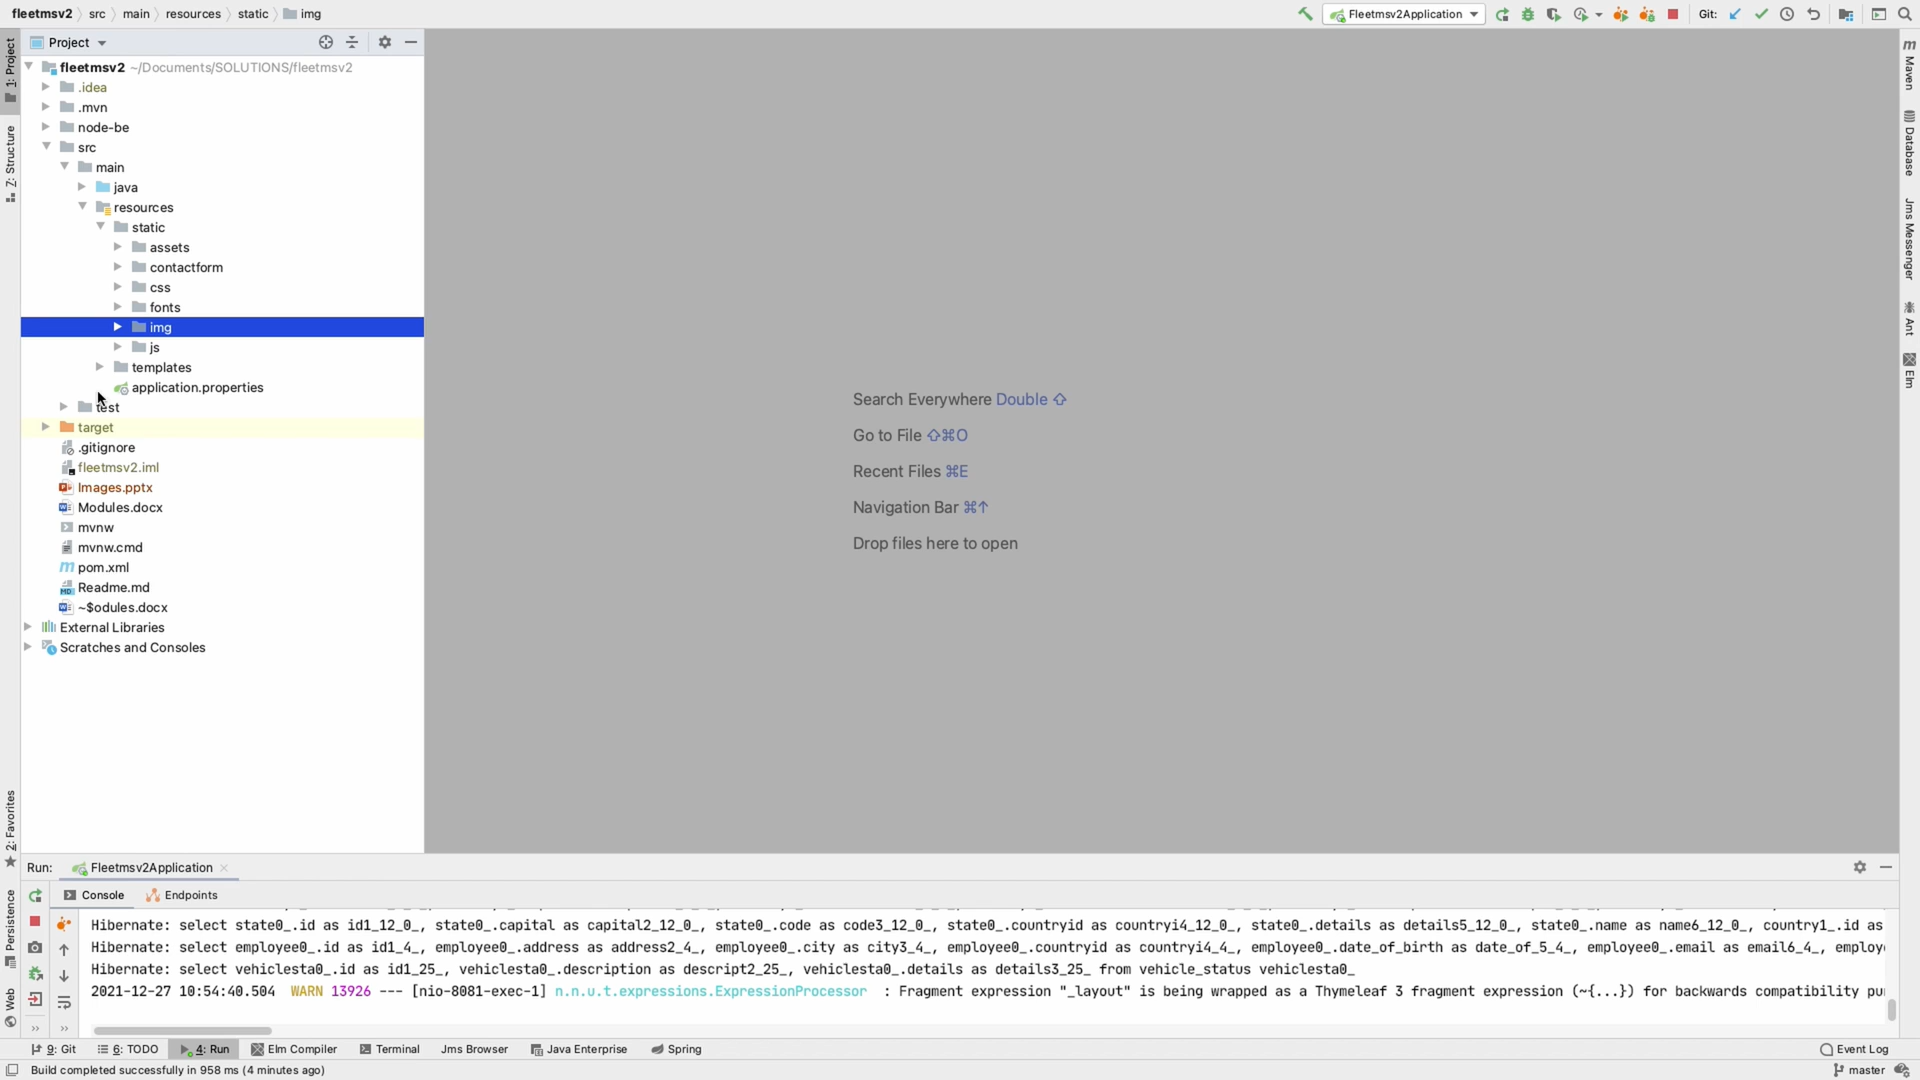 fleetmsv2 src main resources static img Fleetmsv2Application Git:
Project
fleetmsv2 ~/Documents/SOLUTIONS/fleetmsv2
.idea
.mvn
node-be
src
main
java
resources
static
assets
contactform
css
fonts
img
js
templates
application.properties
test
target
.gitignore
fleetmsv2.iml
Images.pptx
Modules.docx
mvnw
mvnw.cmd
pom.xml
Readme.md
~$odules.docx
External Libraries
Scratches and Consoles
1: Project
Z: Structure
2: Favorites
Persistence
Web
Search Everywhere Double ⇧
Go to File ⇧⌘O
Recent Files ⌘E
Navigation Bar ⌘↑
Drop files here to open
Maven
Database
Jms Messenger
Ant
Elm
Run: Fleetmsv2Application
Console Endpoints
Hibernate: select state0_.id as id1_12_0_, state0_.capital as capital2_12_0_, state0_.code as code3_12_0_, state0_.countryid as countryi4_12_0_, state0_.details as details5_12_0_, state0_.name as name6_12_0_, country1_.id as
Hibernate: select employee0_.id as id1_4_, employee0_.address as address2_4_, employee0_.city as city3_4_, employee0_.countryid as countryi4_4_, employee0_.date_of_birth as date_of_5_4_, employee0_.email as email6_4_, employe
Hibernate: select vehiclesta0_.id as id1_25_, vehiclesta0_.description as descript2_25_, vehiclesta0_.details as details3_25_ from vehicle_status vehiclesta0_
2021-12-27 10:54:40.504 WARN 13926 --- [nio-8081-exec-1] n.n.u.t.expressions.ExpressionProcessor : Fragment expression "_layout" is being wrapped as a Thymeleaf 3 fragment expression (~{...}) for backwards compatibility pu
9: Git 6: TODO 4: Run Elm Compiler Terminal Jms Browser Java Enterprise Spring Event Log
Build completed successfully in 958 ms (4 minutes ago) master